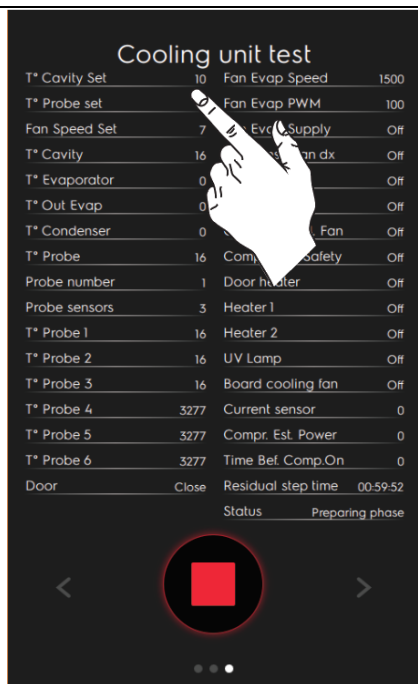 Cooling unit test
T° Cavity Set 10
T° Probe set
Fan Speed Set 7
T° Cavity 16
T° Evaporator 0
T° Out Evap 0
T° Condenser 0
T° Probe 16
Probe number 1
Probe sensors 3
T° Probe 1 16
T° Probe 2 16
T° Probe 3 16
T° Probe 4 3277
T° Probe 5 3277
T° Probe 6 3277
Door Close
Fan Evap Speed 1500
Fan Evap PWM 100
Supply Off
dx Off
Off
Fan Off
Safety Off
Door heater Off
Heater 1 Off
Heater 2 Off
UV Lamp Off
Board cooling fan Off
Current sensor 0
Compr. Est. Power 0
Time Bef. Comp.On 0
Residual step time 00:59:52
Status Preparing phase